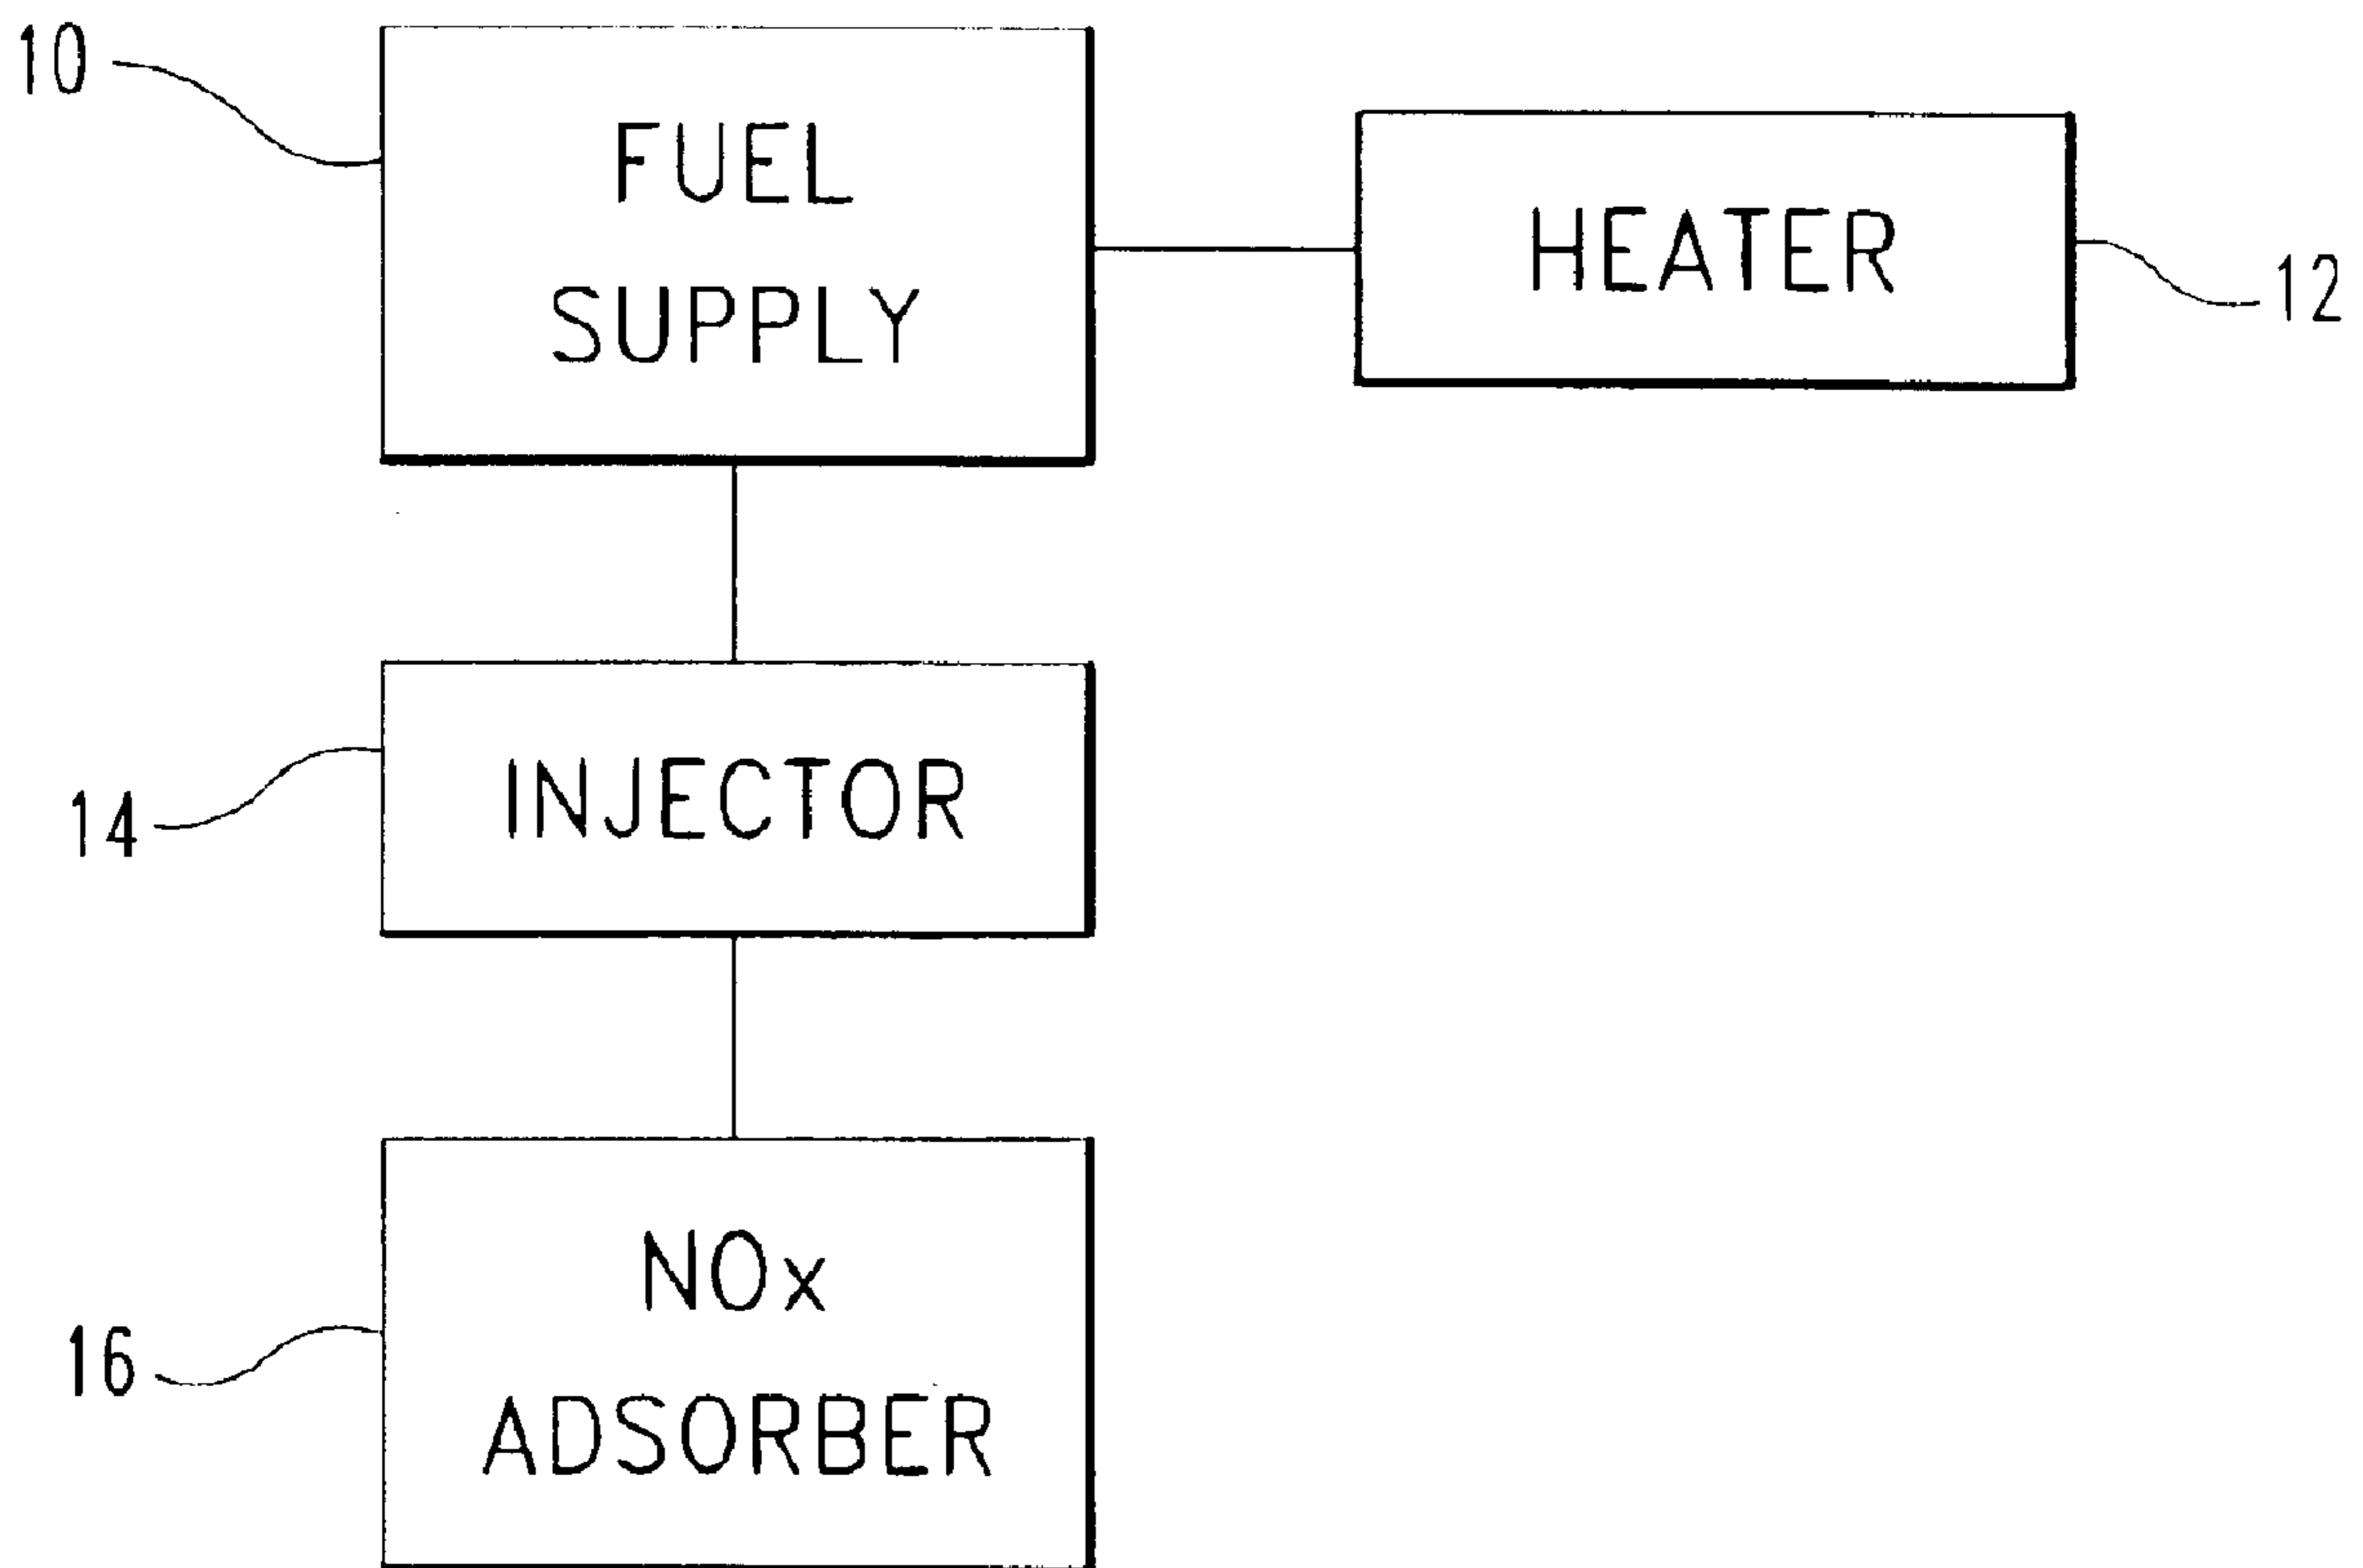 10
FUEL
SUPPLY
HEATER
12
14
INJECTOR
16
NOx
ADSORBER